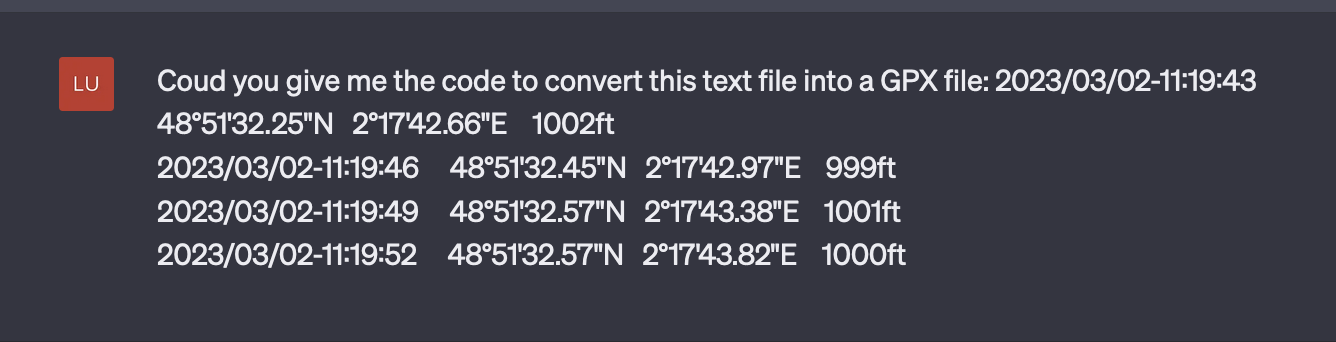 LU
Coud you give me the code to convert this text file into a GPX file: 2023/03/02-11:19:43
48°51'32.25"N 2°17'42.66"E 1002ft
2023/03/02-11:19:46 48°51'32.45"N 2°17'42.97"E 999ft
2023/03/02-11:19:49 48°51'32.57"N 2°17'43.38"E 1001ft
2023/03/02-11:19:52 48°51'32.57"N 2°17'43.82"E 1000ft